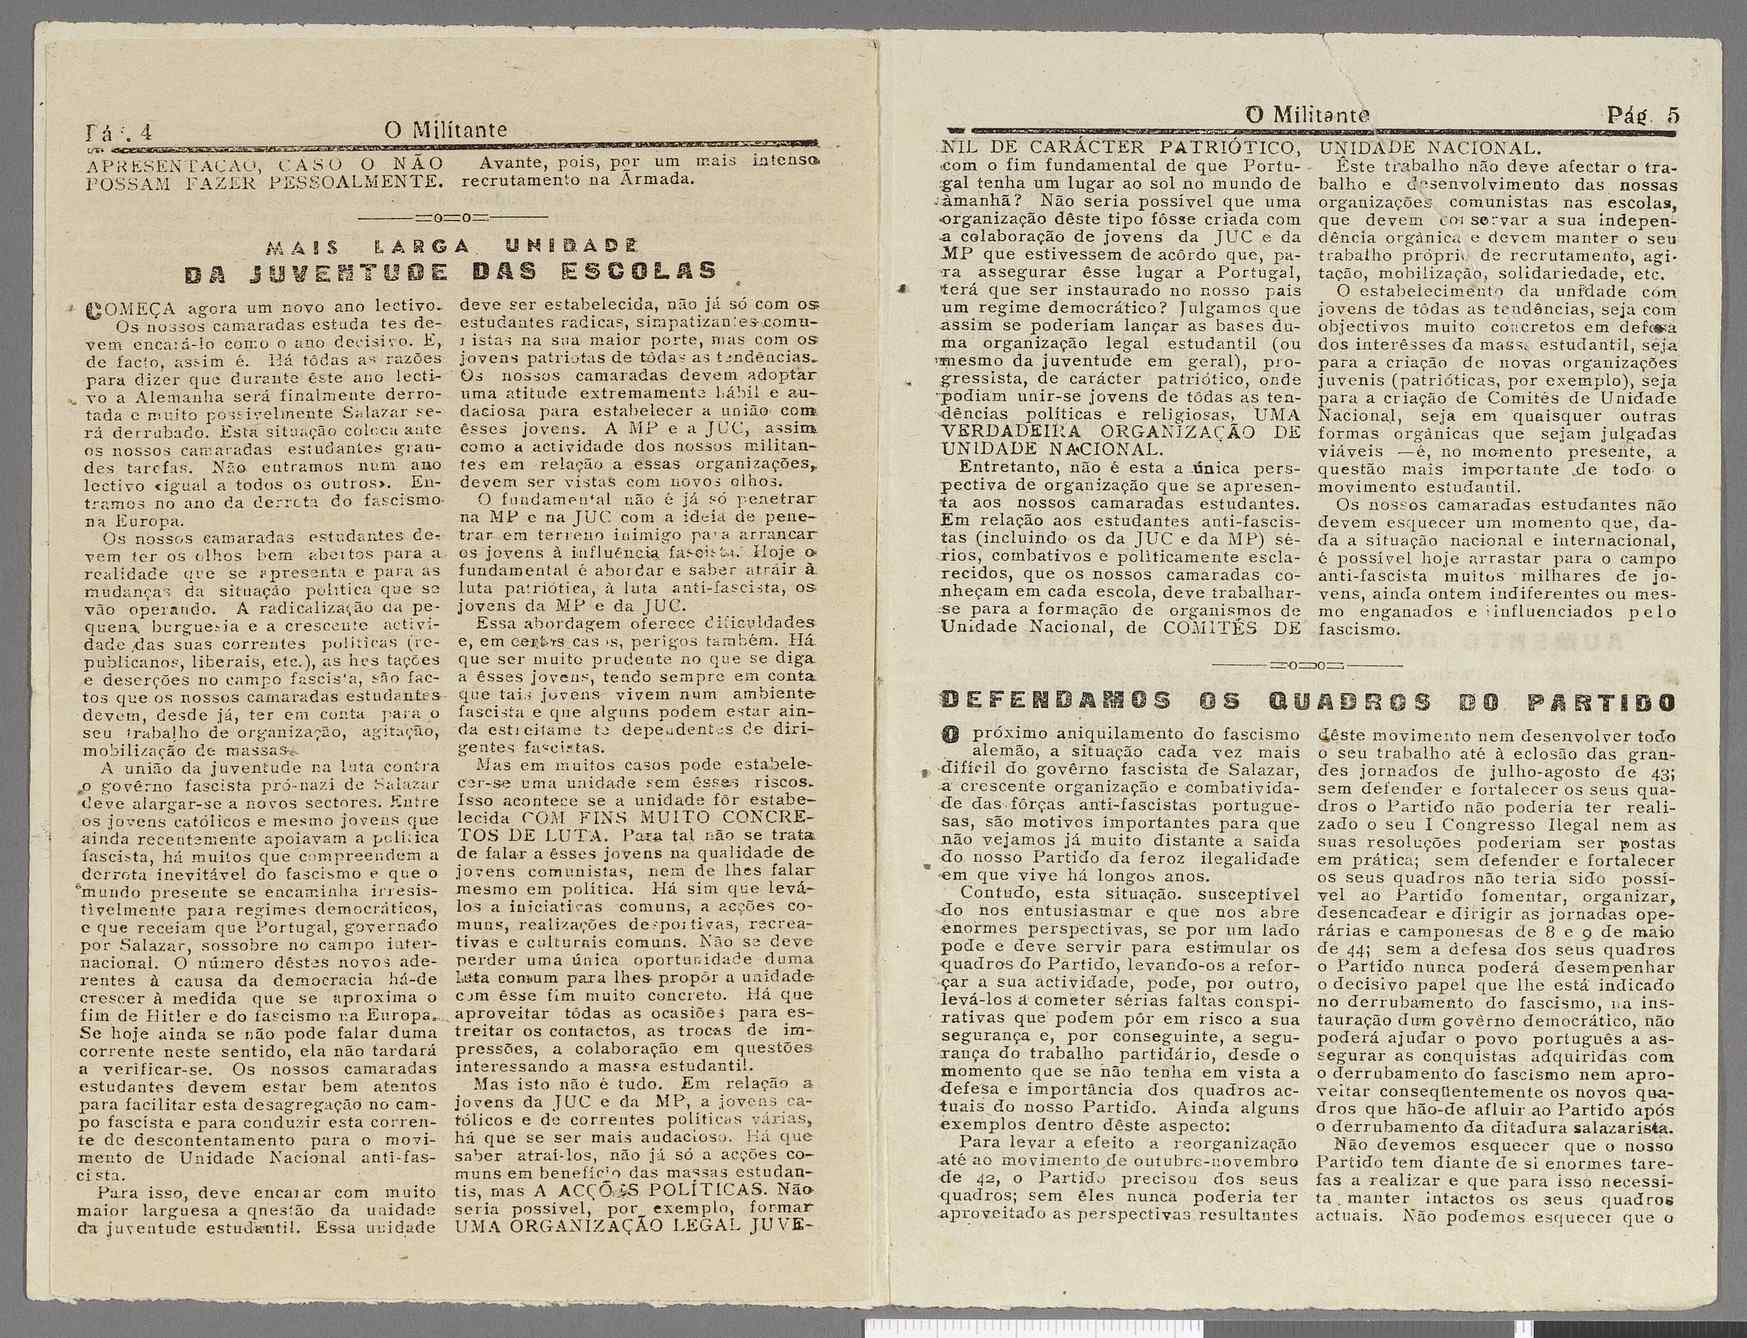 Pág. 4
O Militante
APRESENTAÇÃO, CASO O NÃO
POSSAM FAZER PESSOALMENTE.
Avante, pois, por um mais intenso
recrutamento na Armada.
MAIS LARGA UNIDADE
DA JUVENTUDE DAS ESCOLAS
COMEÇA agora um novo ano lectivo.
Os nossos camaradas estuda tes de-
vem encará-lo como o ano decisivo. E,
de facto, assim é. Há tôdas as razões
para dizer que durante êste ano lecti-
vo a Alemanha será finalmente derro-
tada e muito possivelmente Salazar se-
rá derrubado. Esta situação coloca ante
os nossos camaradas estudantes gran-
des tarefas. Não entramos num ano
lectivo «igual a todos os outros». En-
tramos no ano da derrota do fascismo
na Europa.
Os nossos camaradas estudantes de-
vem ter os olhos bem abertos para a
realidade que se apresenta e para as
mudanças da situação política que se
vão operando. A radicalização da pe-
quena burguesia e a crescente activi-
dade das suas correntes políticas (re-
publicanos, liberais, etc.), as hes tações
e deserções no campo fascista, são fac-
tos que os nossos camaradas estudantes
devem, desde já, ter em conta para o
seu trabalho de organização, agitação,
mobilização de massas.
A união da juventude na luta contra
o govêrno fascista pró-nazi de Salazar
deve alargar-se a novos sectores. Entre
os jovens católicos e mesmo jovens que
ainda recentemente apoiavam a política
fascista, há muitos que compreendem a
derrota inevitável do fascismo e que o
mundo presente se encaminha irresis-
tivelmente para regimes democráticos,
e que receiam que Portugal, governado
por Salazar, sossobre no campo inter-
nacional. O número dêstes novos ade-
rentes à causa da democracia há-de
crescer à medida que se aproxima o
fim de Hitler e do fascismo na Europa.
Se hoje ainda se não pode falar duma
corrente neste sentido, ela não tardará
a verificar-se. Os nossos camaradas
estudantes devem estar bem atentos
para facilitar esta desagregação no cam-
po fascista e para conduzir esta corren-
te de descontentamento para o movi-
mento de Unidade Nacional anti-fas-
cista.
Para isso, deve encarar com muito
maior larguesa a qnestão da unidade
da juventude estudantil. Essa unidade
deve ser estabelecida, não já só com os
estudantes radicas, simpatizantes comu-
nistas na sua maior parte, mas com os
jovens patriotas de tôdas as tendências.
Os nossos camaradas devem adoptar
uma atitude extremamente hábil e au-
daciosa para estabelecer a união com
êsses jovens. A MP e a JUC, assim
como a actividade dos nossos militan-
tes em relação a essas organizações,
devem ser vistas com novos olhos.
O fundamental não é já só penetrar
na MP e na JUC com a ideia de pene-
trar em terreno inimigo para arrancar
os jovens à influência fascista. Hoje o
fundamental é abordar e saber atrair à
luta patriótica, à luta anti-fascista, os
jovens da MP e da JUC.
Essa abordagem oferece dificuldades
e, em certos casos, perigos também. Há
que ser muito prudente no que se diga
a êsses jovens, tendo sempre em conta
que tais jovens vivem num ambiente
fascista e que alguns podem estar ain-
da estreitame te dependentes de diri-
gentes fascistas.
Mas em muitos casos pode estabele-
cer-se uma unidade sem êsses riscos.
Isso acontece se a unidade fôr estabe-
lecida COM FINS MUITO CONCRE-
TOS DE LUTA. Para tal não se trata
de falar a êsses jovens na qualidade de
jovens comunistas, nem de lhes falar
mesmo em política. Há sim que levá-
los a iniciativas comuns, a acções co-
muns, realizações desportivas, recrea-
tivas e culturais comuns. Não se deve
perder uma única oportunidade duma
luta comum para lhes propôr a unidade
com êsse fim muito concreto. Há que
aproveitar tôdas as ocasiões para es-
treitar os contactos, as trocas de im-
pressões, a colaboração em questões
interessando a massa estudantil.
Mas isto não é tudo. Em relação a
jovens da JUC e da MP, a jovens ca-
tólicos e de correntes políticas várias,
há que se ser mais audacioso. Há que
saber atraí-los, não já só a acções co-
muns em benefício das massas estudan-
tis, mas A ACÇÕES POLÍTICAS. Não
seria possível, por exemplo, formar
UMA ORGANIZAÇÃO LEGAL JUVE-
O Militante
Pág. 5
NIL DE CARÁCTER PATRIÓTICO,
com o fim fundamental de que Portu-
gal tenha um lugar ao sol no mundo de
àmanhã? Não seria possível que uma
organização dêste tipo fôsse criada com
a colaboração de jovens da JUC e da
MP que estivessem de acôrdo que, pa-
ra assegurar êsse lugar a Portugal,
terá que ser instaurado no nosso país
um regime democrático? Julgamos que
assim se poderiam lançar as bases du-
ma organização legal estudantil (ou
mesmo da juventude em geral), pro-
gressista, de carácter patriótico, onde
podiam unir-se jovens de tôdas as ten-
dências políticas e religiosas, UMA
VERDADEIRA ORGANIZAÇÃO DE
UNIDADE NACIONAL.
Entretanto, não é esta a única pers-
pectiva de organização que se apresen-
ta aos nossos camaradas estudantes.
Em relação aos estudantes anti-fascis-
tas (incluindo os da JUC e da MP) sé-
rios, combativos e políticamente escla-
recidos, que os nossos camaradas co-
nheçam em cada escola, deve trabalhar-
se para a formação de organismos de
Unidade Nacional, de COMITÉS DE
UNIDADE NACIONAL.
Êste trabalho não deve afectar o tra-
balho e desenvolvimento das nossas
organizações comunistas nas escolas,
que devem conservar a sua indepen-
dência orgânica e devem manter o seu
trabalho próprio de recrutamento, agi-
tação, mobilização, solidariedade, etc.
O estabelecimento da unidade com
jovens de tôdas as tendências, seja com
objectivos muito concretos em defesa
dos interêsses da massa estudantil, seja
para a criação de novas organizações
juvenis (patrióticas, por exemplo), seja
para a criação de Comités de Unidade
Nacional, seja em quaisquer outras
formas orgânicas que sejam julgadas
viáveis —é, no momento presente, a
questão mais importante de todo o
movimento estudantil.
Os nossos camaradas estudantes não
devem esquecer um momento que, da-
da a situação nacional e internacional,
é possível hoje arrastar para o campo
anti-fascista muitos milhares de jo-
vens, ainda ontem indiferentes ou mes-
mo enganados e influenciados pelo
fascismo.
DEFENDAMOS OS QUADROS DO PARTIDO
O próximo aniquilamento do fascismo
alemão, a situação cada vez mais
difícil do govêrno fascista de Salazar,
a crescente organização e combativida-
de das fôrças anti-fascistas portugue-
sas, são motivos importantes para que
não vejamos já muito distante a saída
do nosso Partido da feroz ilegalidade
em que vive há longos anos.
Contudo, esta situação. susceptível
do nos entusiasmar e que nos abre
enormes perspectivas, se por um lado
pode e deve servir para estimular os
quadros do Partido, levando-os a refor-
çar a sua actividade, pode, por outro,
levá-los a cometer sérias faltas conspi-
rativas que podem pôr em risco a sua
segurança e, por conseguinte, a segu-
rança do trabalho partidário, desde o
momento que se não tenha em vista a
defesa e importância dos quadros ac-
tuais do nosso Partido. Ainda alguns
exemplos dentro dêste aspecto:
Para levar a efeito a reorganização
até ao movimento de outubro-novembro
de 42, o Partido precisou dos seus
quadros; sem êles nunca poderia ter
aproveitado as perspectivas resultantes
dêste movimento nem desenvolver todo
o seu trabalho até à eclosão das gran-
des jornados de julho-agosto de 43;
sem defender e fortalecer os seus qua-
dros o Partido não poderia ter reali-
zado o seu I Congresso Ilegal nem as
suas resoluções poderiam ser postas
em prática; sem defender e fortalecer
os seus quadros não teria sido possí-
vel ao Partido fomentar, organizar,
desencadear e dirigir as jornadas ope-
rárias e camponesas de 8 e 9 de maio
de 44; sem a defesa dos seus quadros
o Partido nunca poderá desempenhar
o decisivo papel que lhe está indicado
no derrubamento do fascismo, na ins-
tauração dum govêrno democrático, não
poderá ajudar o povo português a as-
segurar as conquistas adquiridas com
o derrubamento do fascismo nem apro-
veitar conseqüentemente os novos qua-
dros que hão-de afluir ao Partido após
o derrubamento da ditadura salazarista.
Não devemos esquecer que o nosso
Partido tem diante de si enormes tare-
fas a realizar e que para isso necessi-
ta manter intactos os seus quadros
actuais. Não podemos esquecer que o